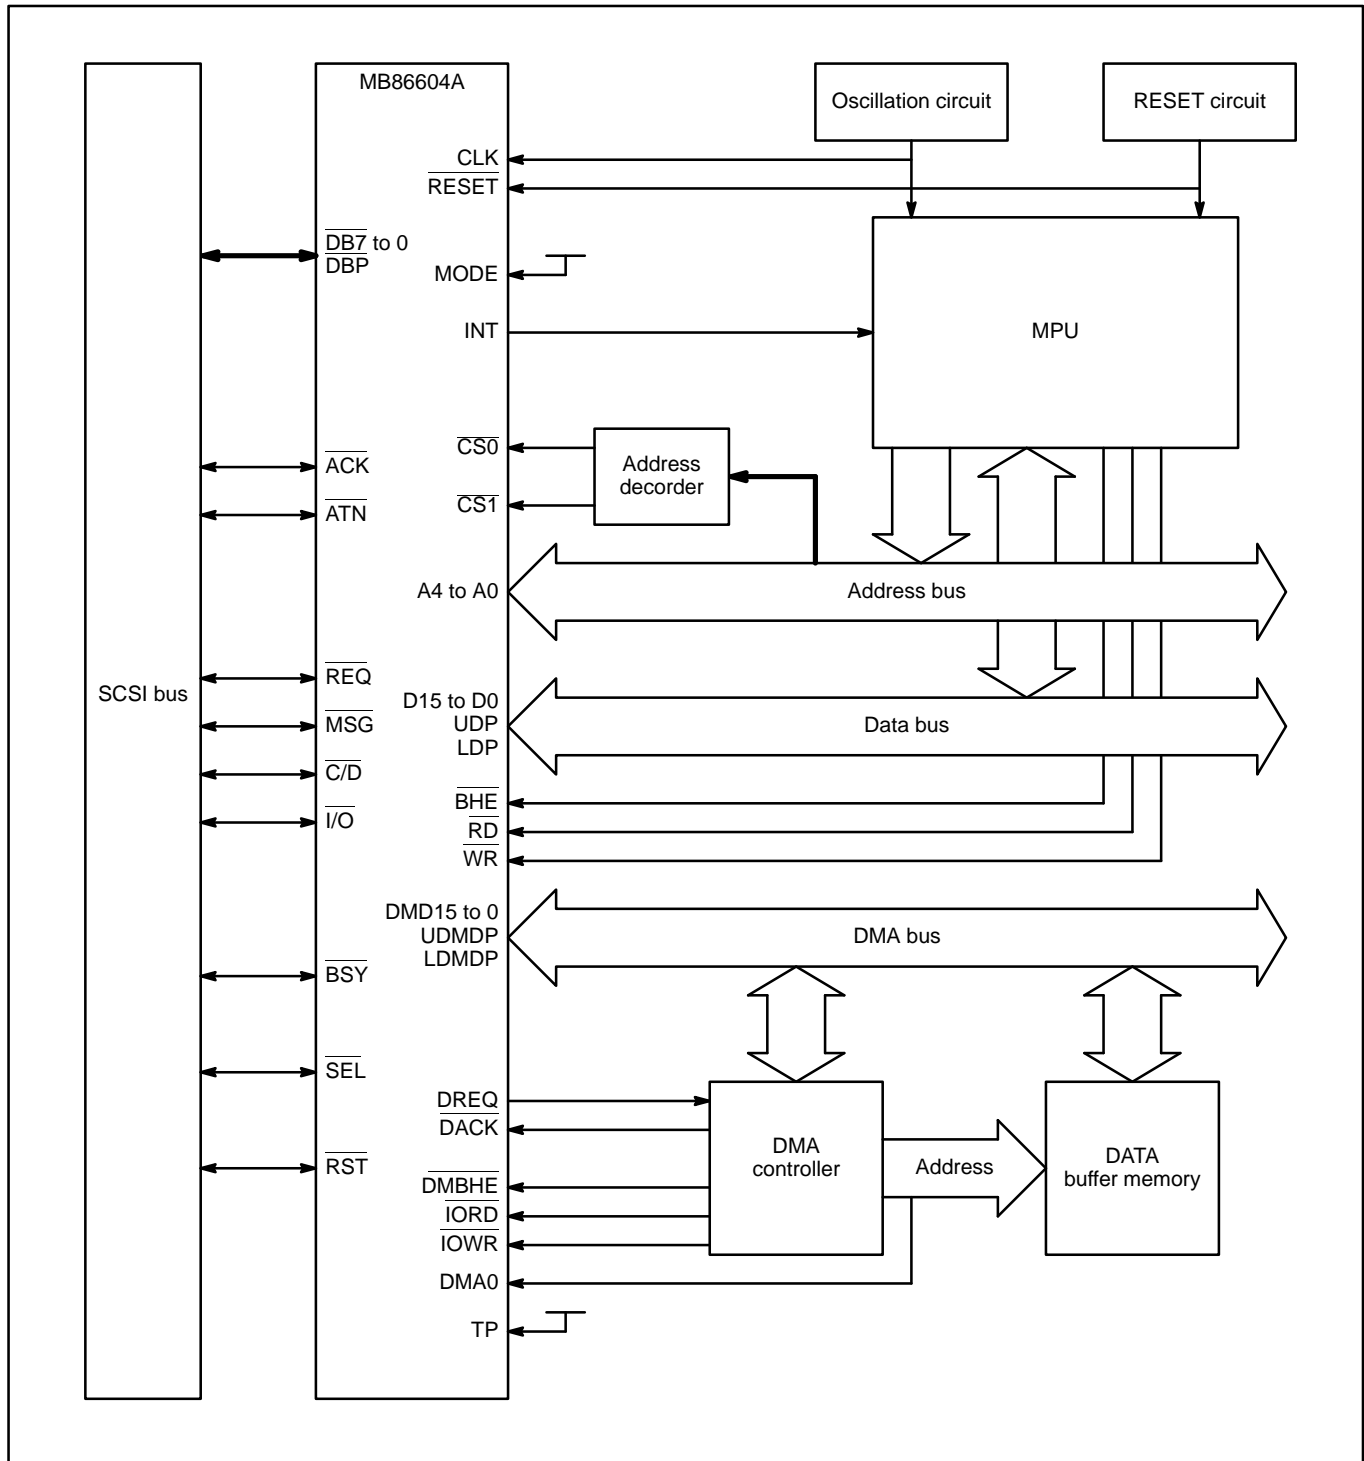 MB86604A
Oscillation circuit
RESET circuit
CLK
RESET
DB7 to 0
DBP
MODE
INT
MPU
CS0
Address
decorder
ACK
CS1
ATN
A4 to A0
Address bus
REQ
SCSI bus
D15 to D0
MSG
UDP
Data bus
LDP
C/D
BHE
I/O
RD
WR
DMD15 to 0
UDMDP
DMA bus
LDMDP
BSY
SEL
DREQ
DACK
DMA
controller
Address
DATA
buffer memory
RST
DMBHE
IORD
IOWR
DMA0
TP